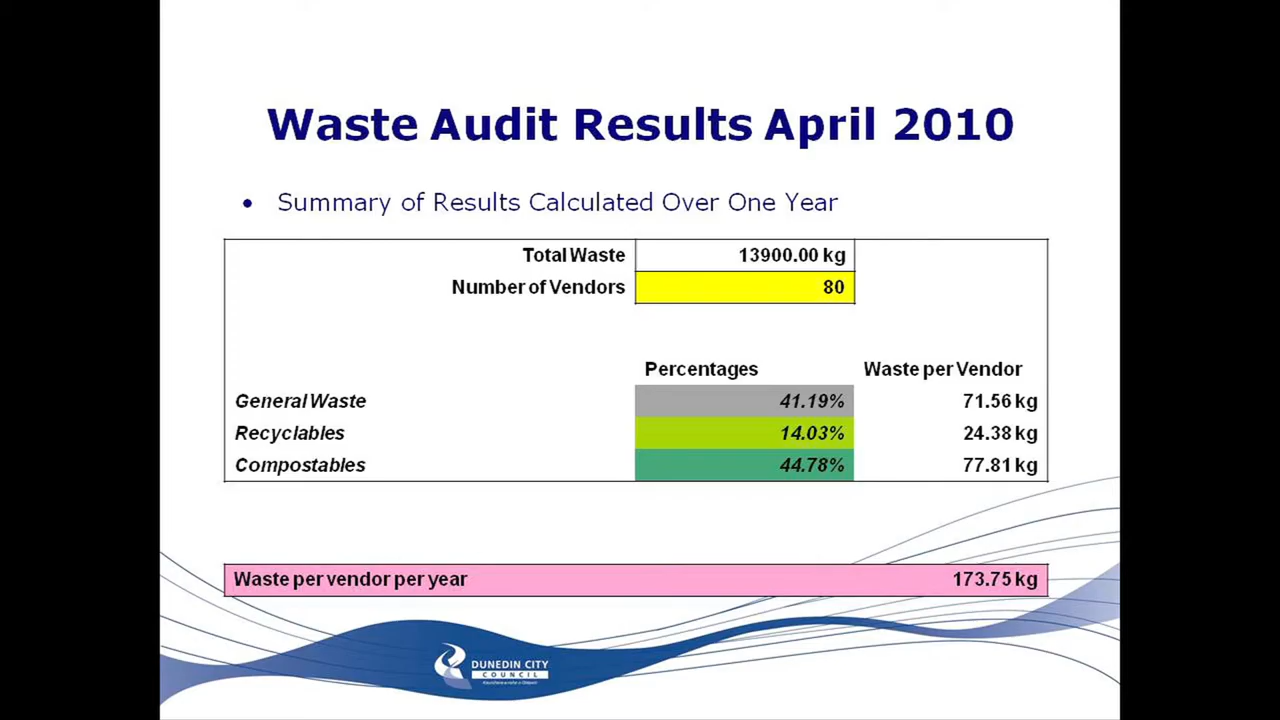 Waste Audit Results April 2010
• Summary of Results Calculated Over One Year
Total Waste 13900.00 kg
Number of Vendors 80
Percentages Waste per Vendor
General Waste 41.19% 71.56 kg
Recyclables 14.03% 24.38 kg
Compostables 44.78% 77.81 kg
Waste per vendor per year 173.75 kg
DUNEDIN CITY
COUNCIL